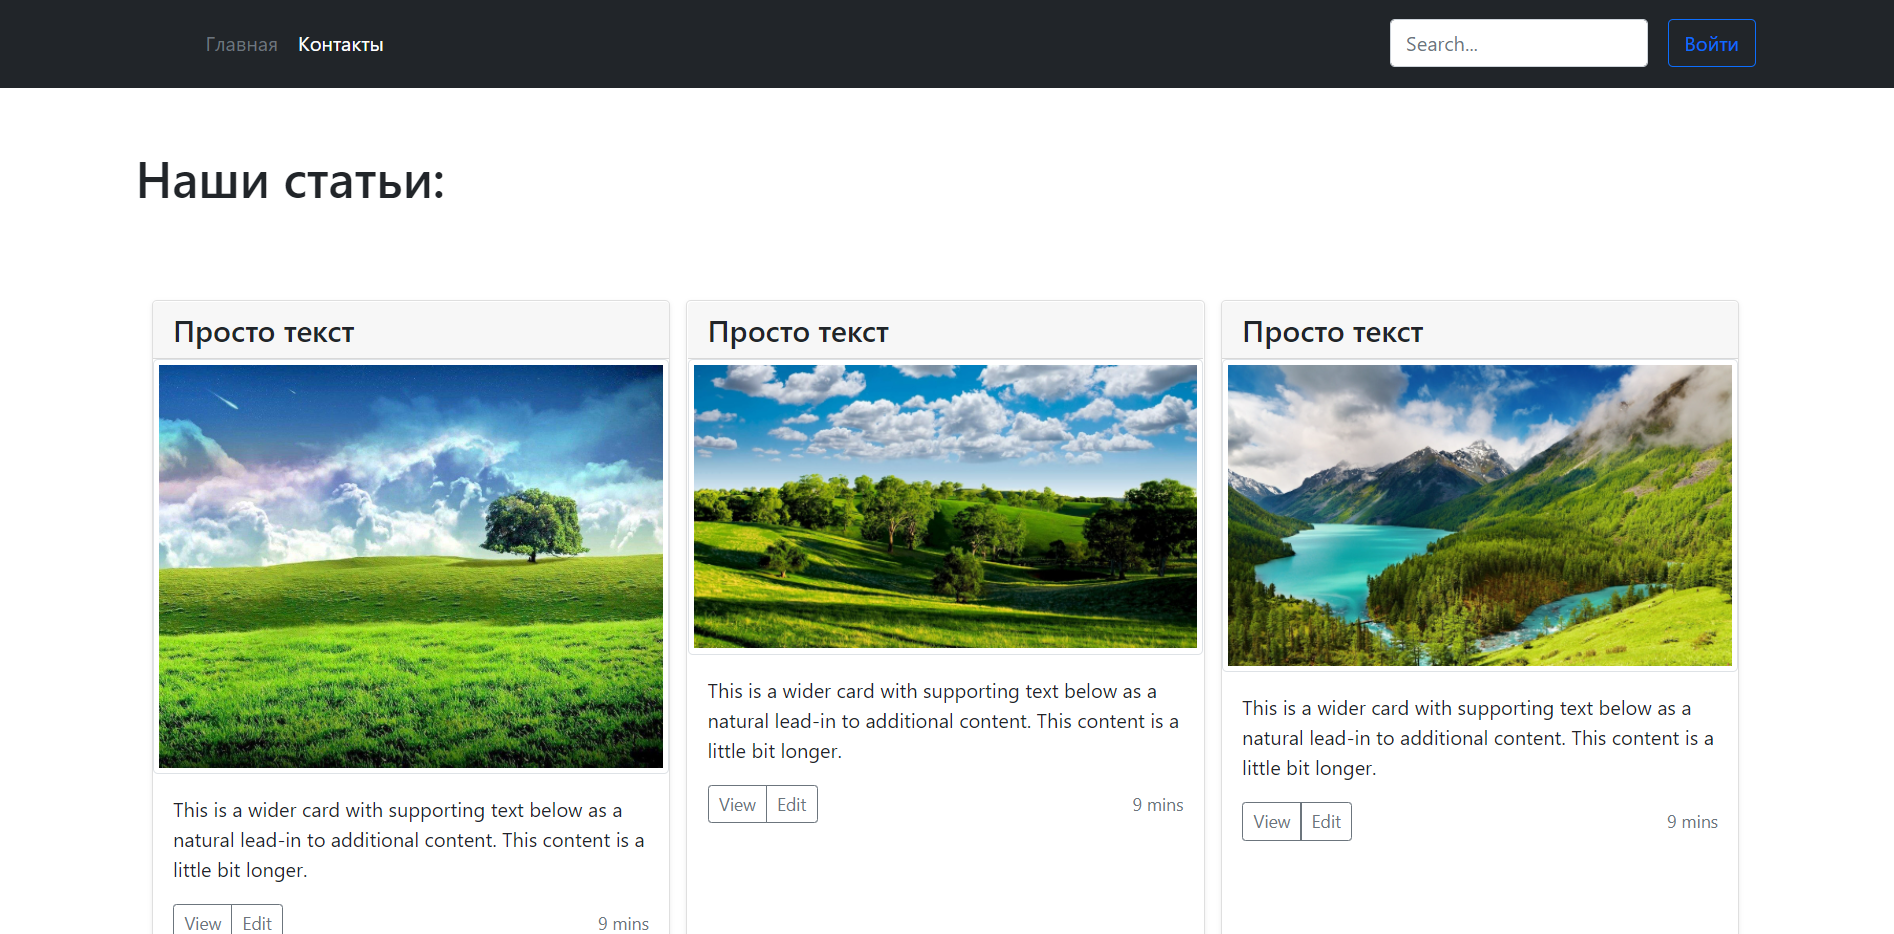 Главная Контакты Search... Войти
Наши статьи:
Просто текст
This is a wider card with supporting text below as a
natural lead-in to additional content. This content is a
little bit longer.
View Edit 9 mins
Просто текст
This is a wider card with supporting text below as a
natural lead-in to additional content. This content is a
little bit longer.
View Edit 9 mins
Просто текст
This is a wider card with supporting text below as a
natural lead-in to additional content. This content is a
little bit longer.
View Edit 9 mins